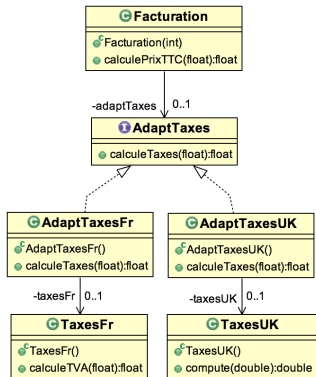 Facturation
Facturation(int)
calculePrixTTC(float):float
-adaptTaxes 0..1
AdaptTaxes
calculeTaxes(float):float
AdaptTaxesFr
AdaptTaxesFr()
calculeTaxes(float):float
AdaptTaxesUK
AdaptTaxesUK()
calculeTaxes(float):float
-taxesFr 0..1
-taxesUK 0..1
TaxesFr
TaxesFr()
calculeTVA(float):float
TaxesUK
TaxesUK()
compute(double):double